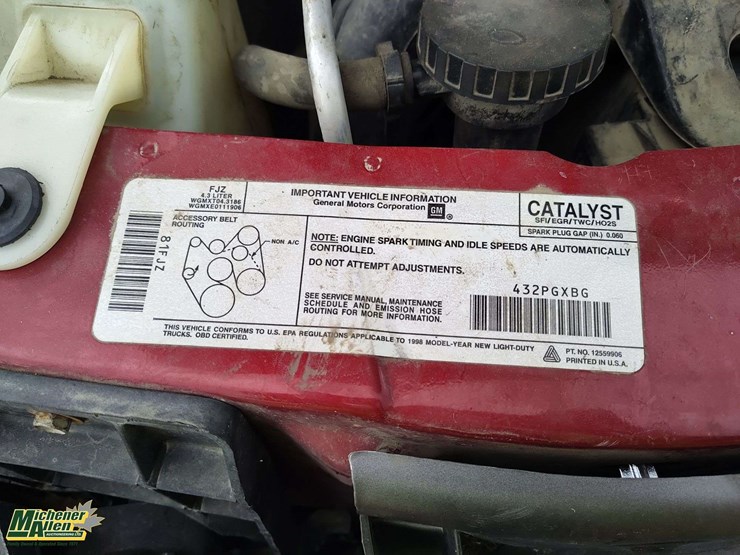 FJZ
4.3 LITER
WGMXT04.3186
WGMXE0111906
IMPORTANT VEHICLE INFORMATION
General Motors Corporation GM ®
CATALYST
SFI/EGR/TWC/HO2S
SPARK PLUG GAP (IN.) 0.060
ACCESSORY BELT
ROUTING
NON A/C
81FJZ
NOTE: ENGINE SPARK TIMING AND IDLE SPEEDS ARE AUTOMATICALLY
CONTROLLED.
DO NOT ATTEMPT ADJUSTMENTS.
SEE SERVICE MANUAL, MAINTENANCE
SCHEDULE AND EMISSION HOSE
ROUTING FOR MORE INFORMATION.
432PGXBG
THIS VEHICLE CONFORMS TO U.S. EPA REGULATIONS APPLICABLE TO 1998 MODEL-YEAR NEW LIGHT-DUTY
TRUCKS. OBD CERTIFIED.
PT. NO. 12559906
PRINTED IN U.S.A.
Michener
Allen
AUCTIONEERING LTD.